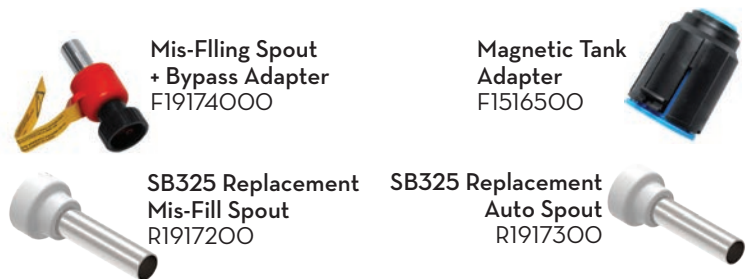 Mis-FIling Spout
+ Bypass Adapter
F19174000
Magnetic Tank
Adapter
F1516500
SB325 Replacement
Mis-Fill Spout
R1917200
SB325 Replacement
Auto Spout
R1917300